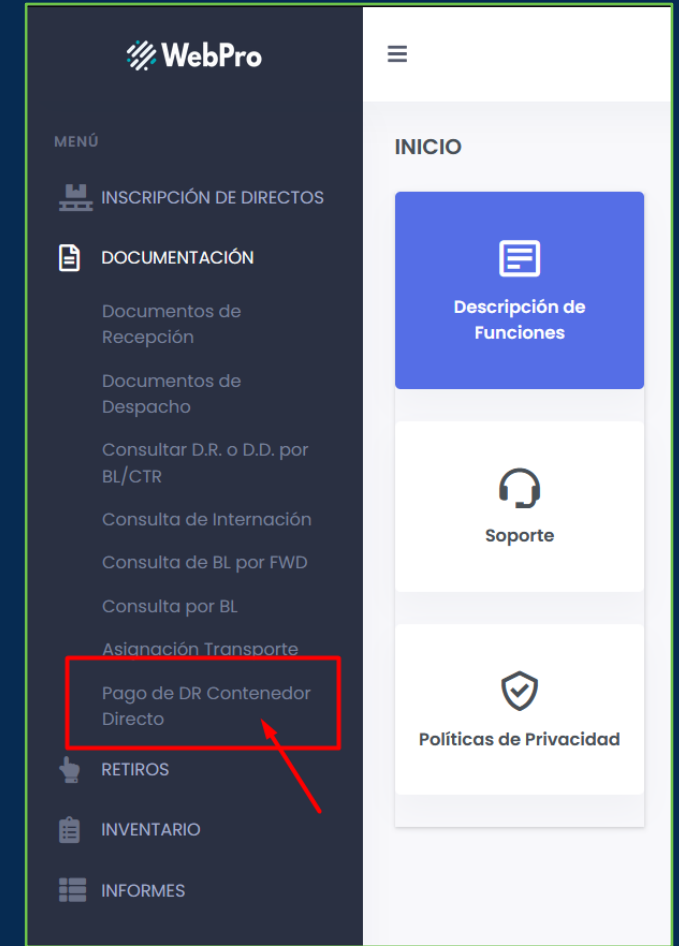 WebPro
MENÚ
INSCRIPCIÓN DE DIRECTOS
DOCUMENTACIÓN
Documentos de
Recepción
Documentos de
Despacho
Consultar D.R. o D.D. por
BL/CTR
Consulta de Internación
Consulta de BL por FWD
Consulta por BL
Asignación Transporte
Pago de DR Contenedor
Directo
RETIROS
INVENTARIO
INFORMES
INICIO
Descripción de
Funciones
Soporte
Políticas de Privacidad